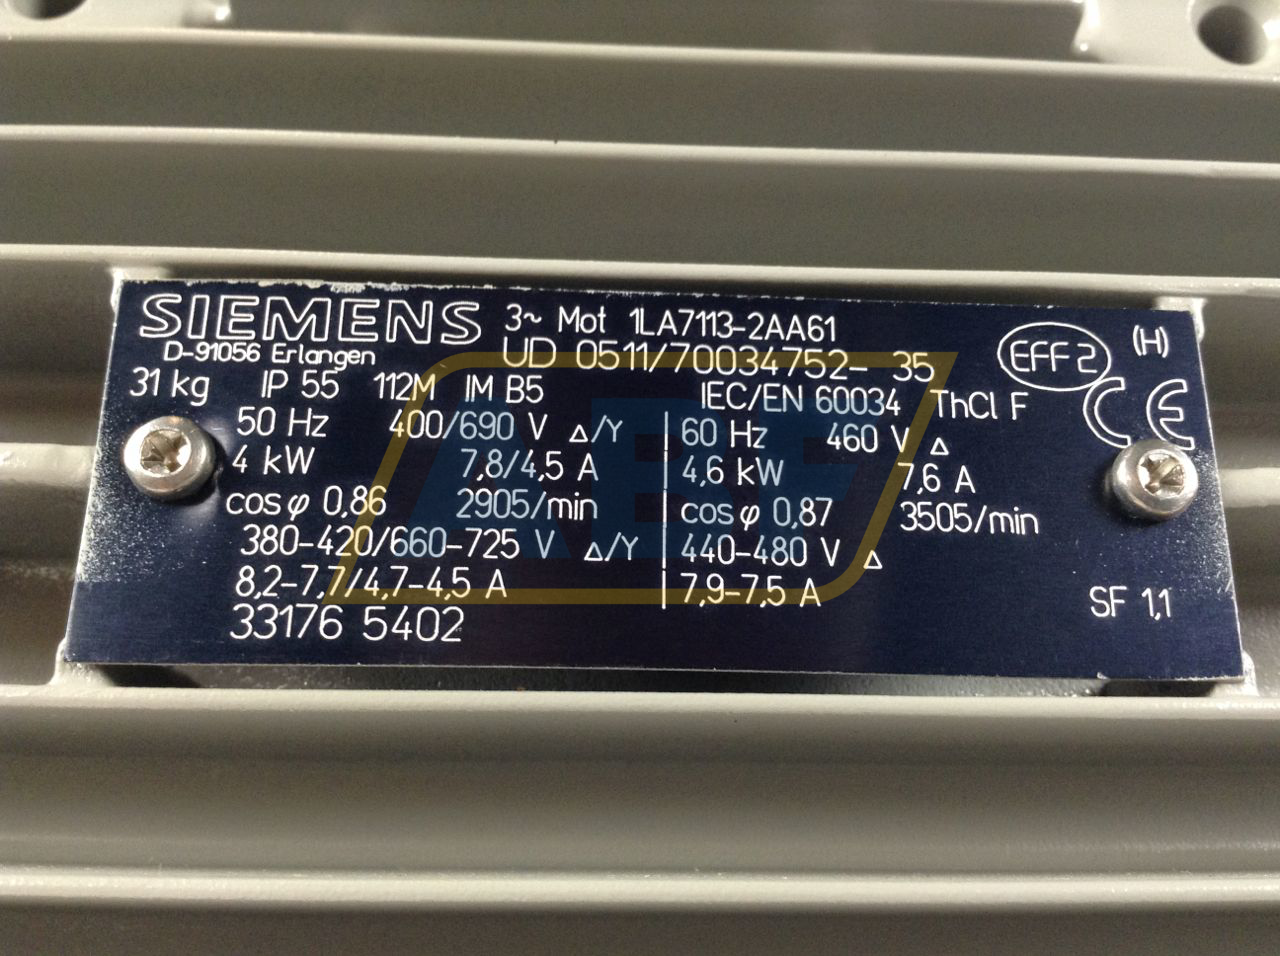 SIEMENS 3~ Mot 1LA7113-2AA61
D-91056 Erlangen UD 0511/70034752- 35 EFF2 (H)
31 kg IP 55 112M IM B5 IEC/EN 60034 ThCl F CE
50 Hz 400/690 V Δ/Y 60 Hz 460 V Δ
4 kW 7,8/4,5 A 4,6 kW 7,6 A
cos φ 0,86 2905/min cos φ 0,87 3505/min
380-420/660-725 V Δ/Y 440-480 V Δ
8,2-7,7/4,7-4,5 A 7,9-7,5 A SF 1,1
33176 5402
ABF